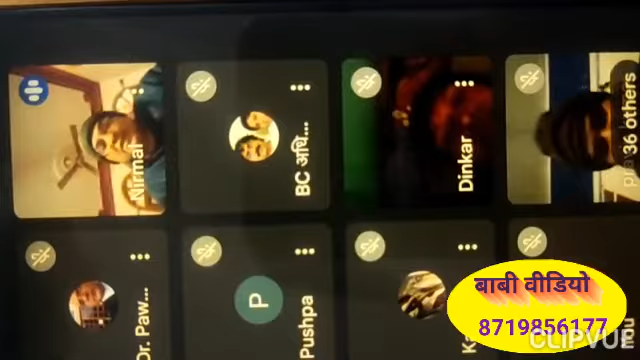 Nirmal
BC अधि...
Dinkar
36 others
Dr. Paw...
P
Pushpa
K
बाबी वीडियो
8719856177
CLIPVUE